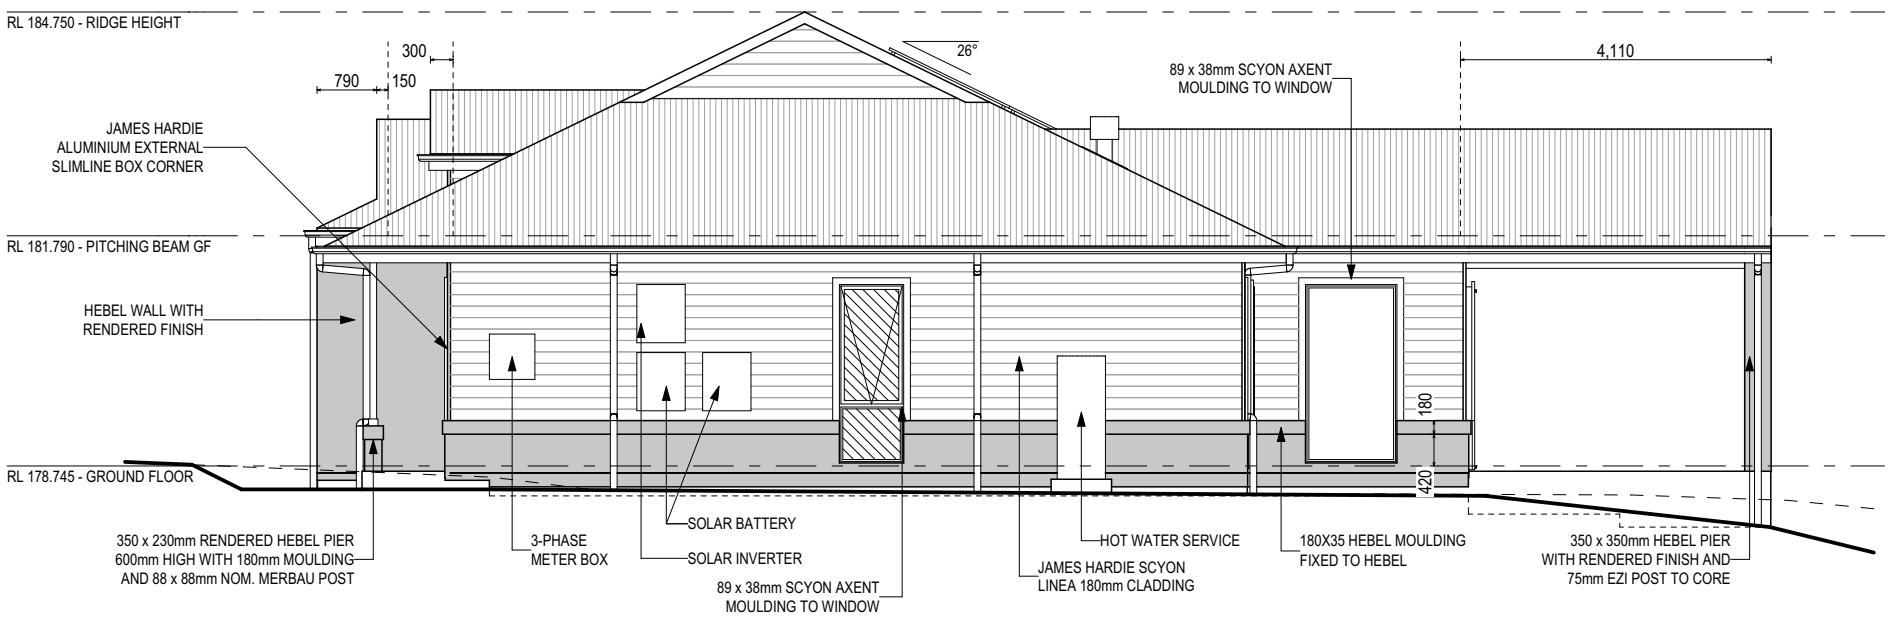 RL 184.750 - RIDGE HEIGHT
300
26°
4,110
790
150
89 x 38mm SCYON AXENT
MOULDING TO WINDOW
JAMES HARDIE
ALUMINIUM EXTERNAL
SLIMLINE BOX CORNER
RL 181.790 - PITCHING BEAM GF
HEBEL WALL WITH
RENDERED FINISH
180
420
RL 178.745 - GROUND FLOOR
350 x 230mm RENDERED HEBEL PIER
600mm HIGH WITH 180mm MOULDING
AND 88 x 88mm NOM. MERBAU POST
3-PHASE
METER BOX
SOLAR BATTERY
SOLAR INVERTER
89 x 38mm SCYON AXENT
MOULDING TO WINDOW
HOT WATER SERVICE
JAMES HARDIE SCYON
LINEA 180mm CLADDING
180X35 HEBEL MOULDING
FIXED TO HEBEL
350 x 350mm HEBEL PIER
WITH RENDERED FINISH AND
75mm EZI POST TO CORE